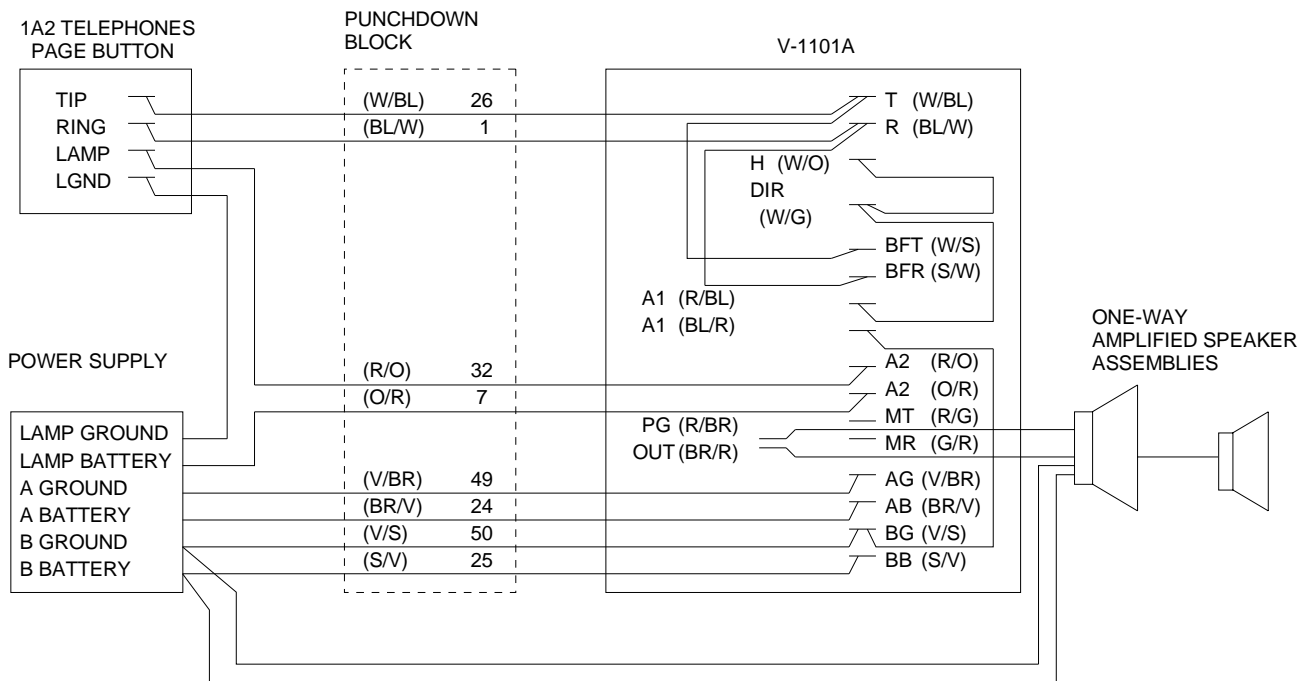 1A2 TELEPHONES
PAGE BUTTON
TIP
RING
LAMP
LGND
PUNCHDOWN
BLOCK
(W/BL) 26
(BL/W) 1
(R/O) 32
(O/R) 7
(V/BR) 49
(BR/V) 24
(V/S) 50
(S/V) 25
V-1101A
T (W/BL)
R (BL/W)
H (W/O)
DIR
(W/G)
BFT (W/S)
BFR (S/W)
A1 (R/BL)
A1 (BL/R)
A2 (R/O)
A2 (O/R)
MT (R/G)
PG (R/BR)
MR (G/R)
OUT (BR/R)
AG (V/BR)
AB (BR/V)
BG (V/S)
BB (S/V)
POWER SUPPLY
LAMP GROUND
LAMP BATTERY
A GROUND
A BATTERY
B GROUND
B BATTERY
ONE-WAY
AMPLIFIED SPEAKER
ASSEMBLIES